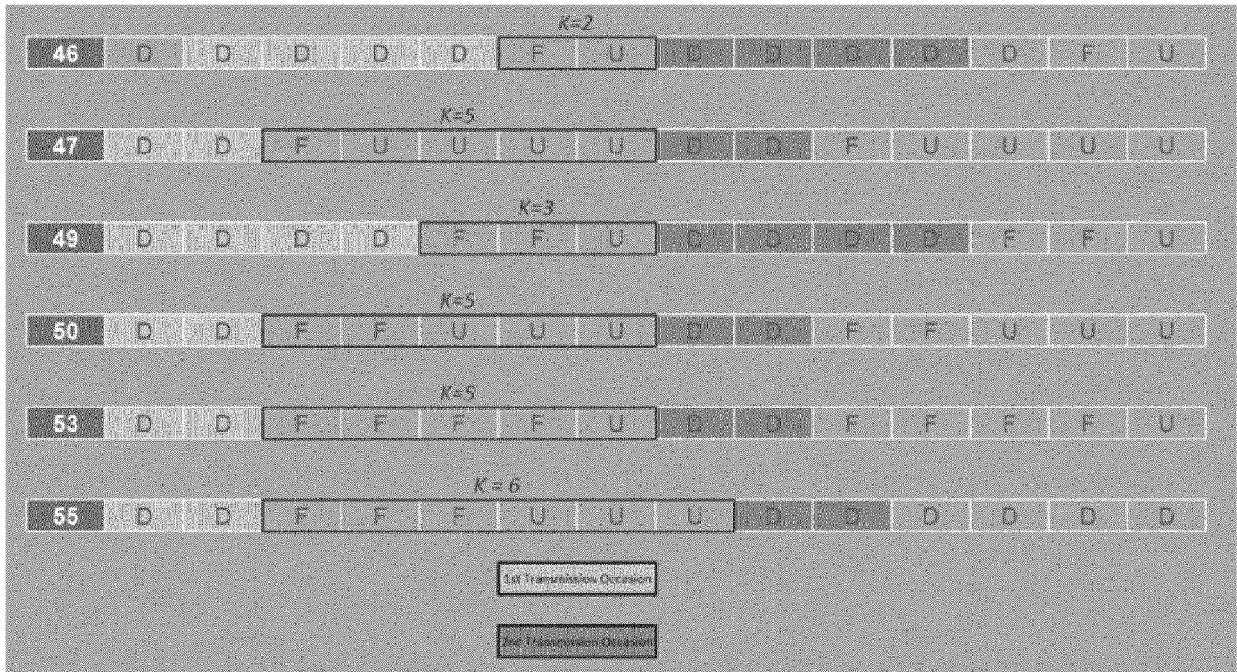 K=2
46 D D D D D F U D D D D D F U
K=5
47 D D F U U U U D D F U U U U
K=3
49 D D D D F F U D D D D F F U
K=5
50 D D F F U U U D D F F U U U
K=5
53 D D F F F F U D D F F F F U
K = 6
55 D D F F F U U U D D D D D D
1st Transmission Occasion
2nd Transmission Occasion